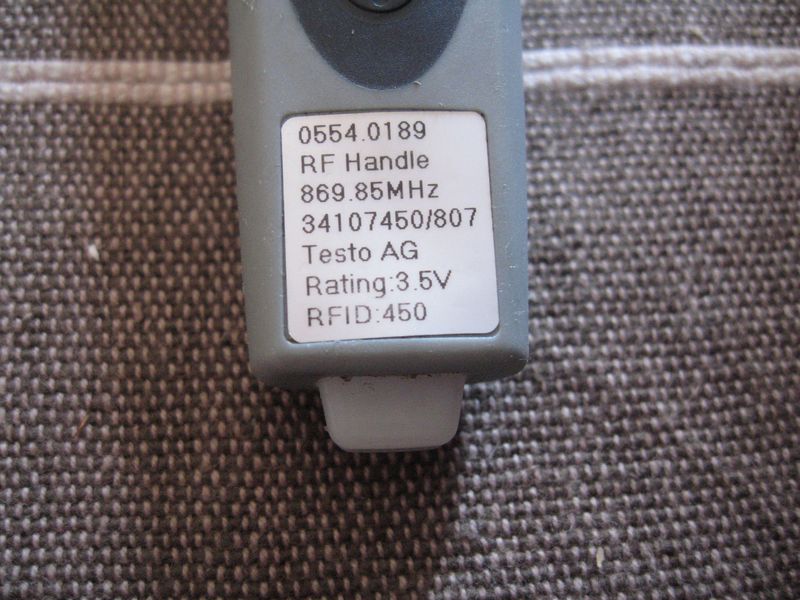 0554.0189
RF Handle
869.85MHz
34107450/807
Testo AG
Rating:3.5V
RFID:450